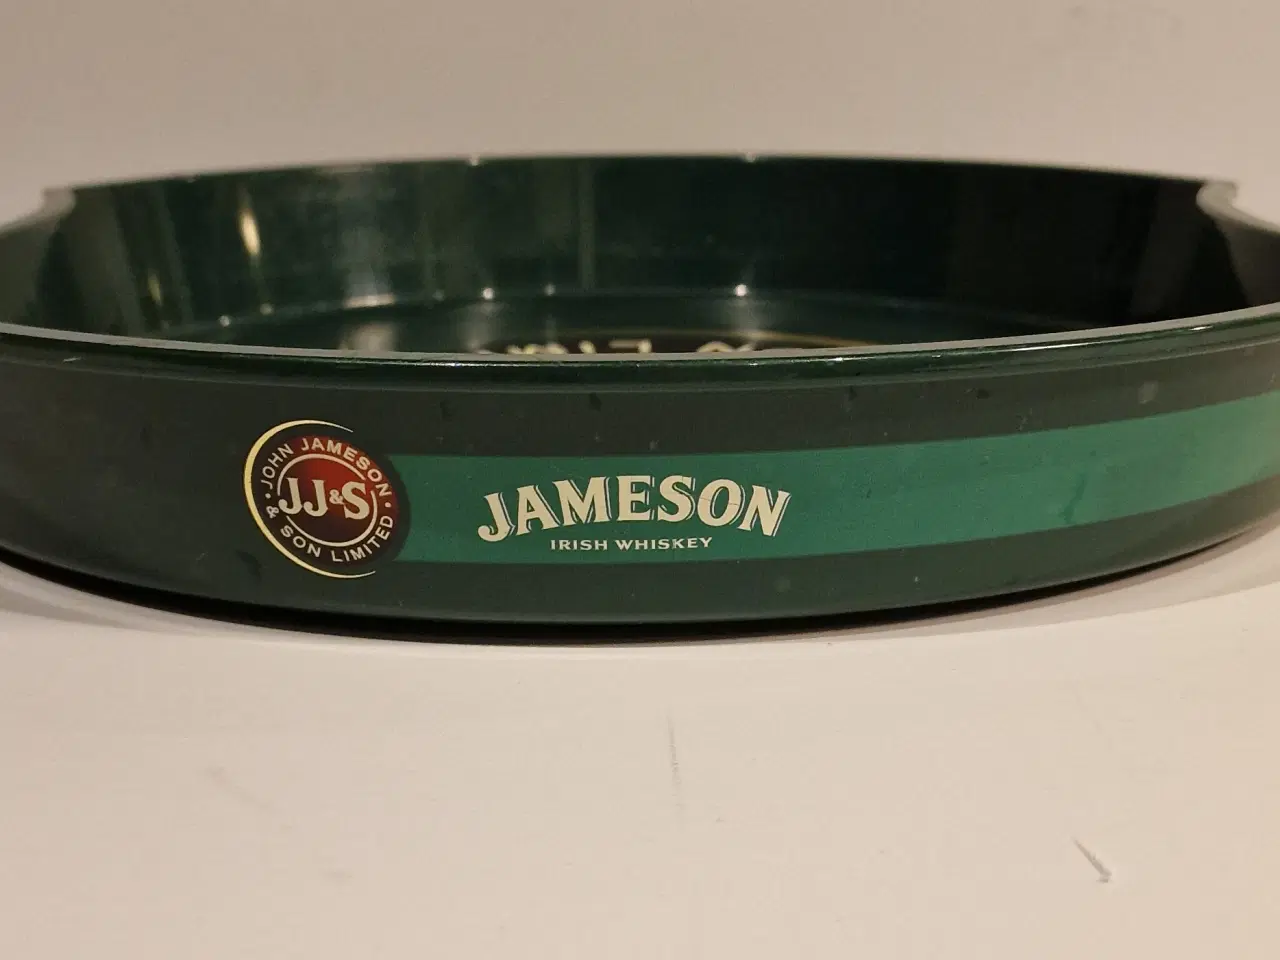 JOHN JAMESON
JJ&S
& SON LIMITED
JAMESON
IRISH WHISKEY